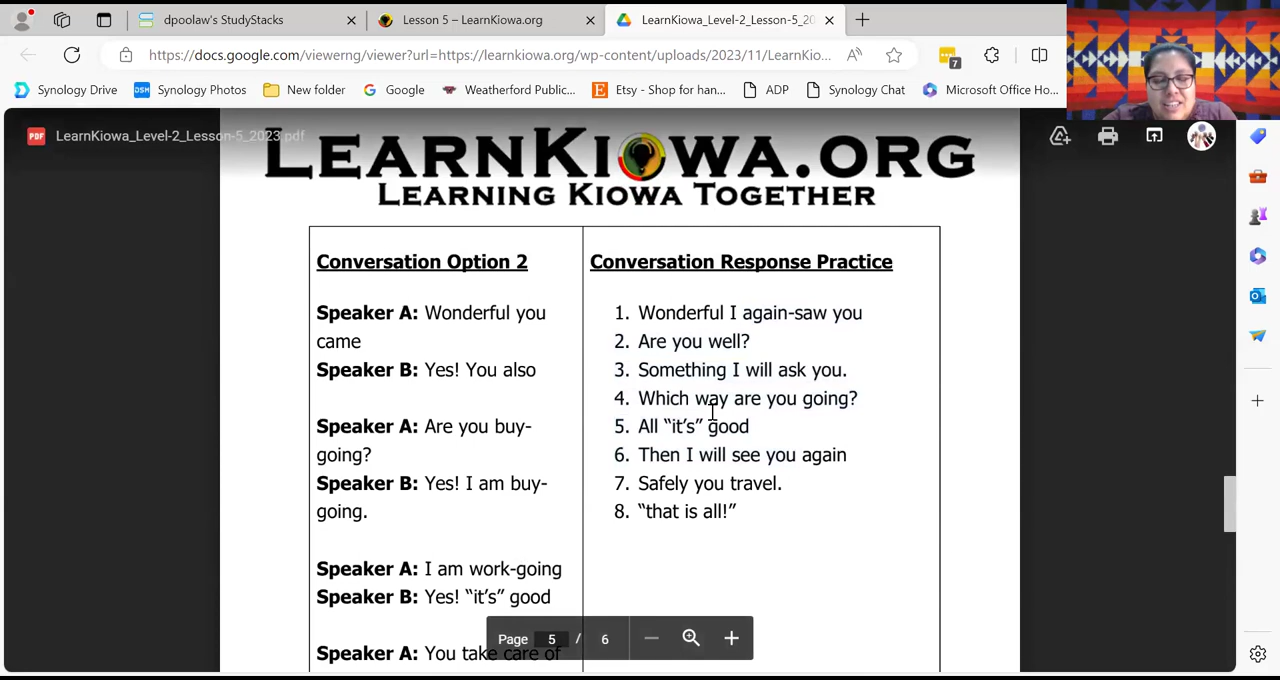 dpoolaw's StudyStacks
Lesson 5 – LearnKiowa.org
LearnKiowa_Level-2_Lesson-5_20
https://docs.google.com/viewerng/viewer?url=https://learnkiowa.org/wp-content/uploads/2023/11/LearnKio...
7
Synology Drive
DSM Synology Photos
New folder
G Google
Weatherford Public...
E Etsy - Shop for han...
ADP
Synology Chat
Microsoft Office Ho...
PDF LearnKiowa_Level-2_Lesson-5_2023.pdf
LEARNKIOWA.ORG
LEARNING KIOWA TOGETHER
Conversation Option 2
Speaker A: Wonderful you
came
Speaker B: Yes! You also
Speaker A: Are you buy-
going?
Speaker B: Yes! I am buy-
going.
Speaker A: I am work-going
Speaker B: Yes! “it’s” good
Speaker A: You take care of
Conversation Response Practice
1. Wonderful I again-saw you
2. Are you well?
3. Something I will ask you.
4. Which way are you going?
5. All “it’s” good
6. Then I will see you again
7. Safely you travel.
8. “that is all!”
Page 5 / 6